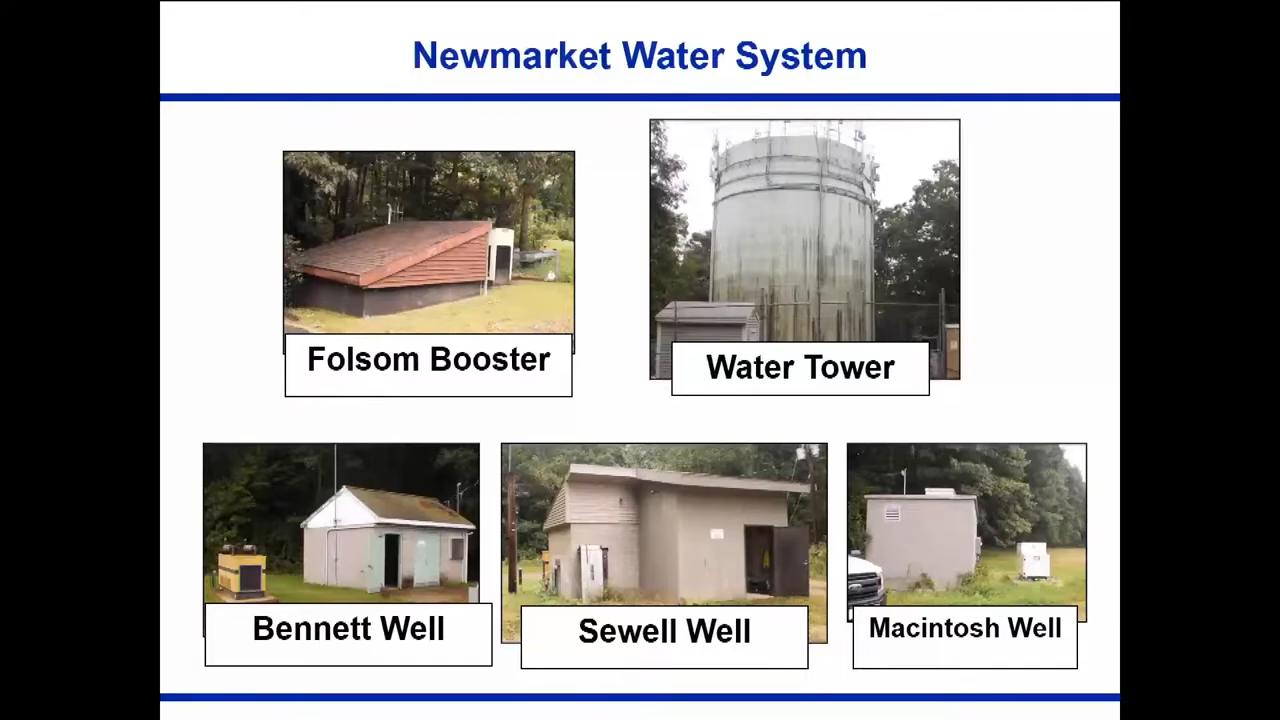 Newmarket Water System
Folsom Booster
Water Tower
Bennett Well
Sewell Well
Macintosh Well